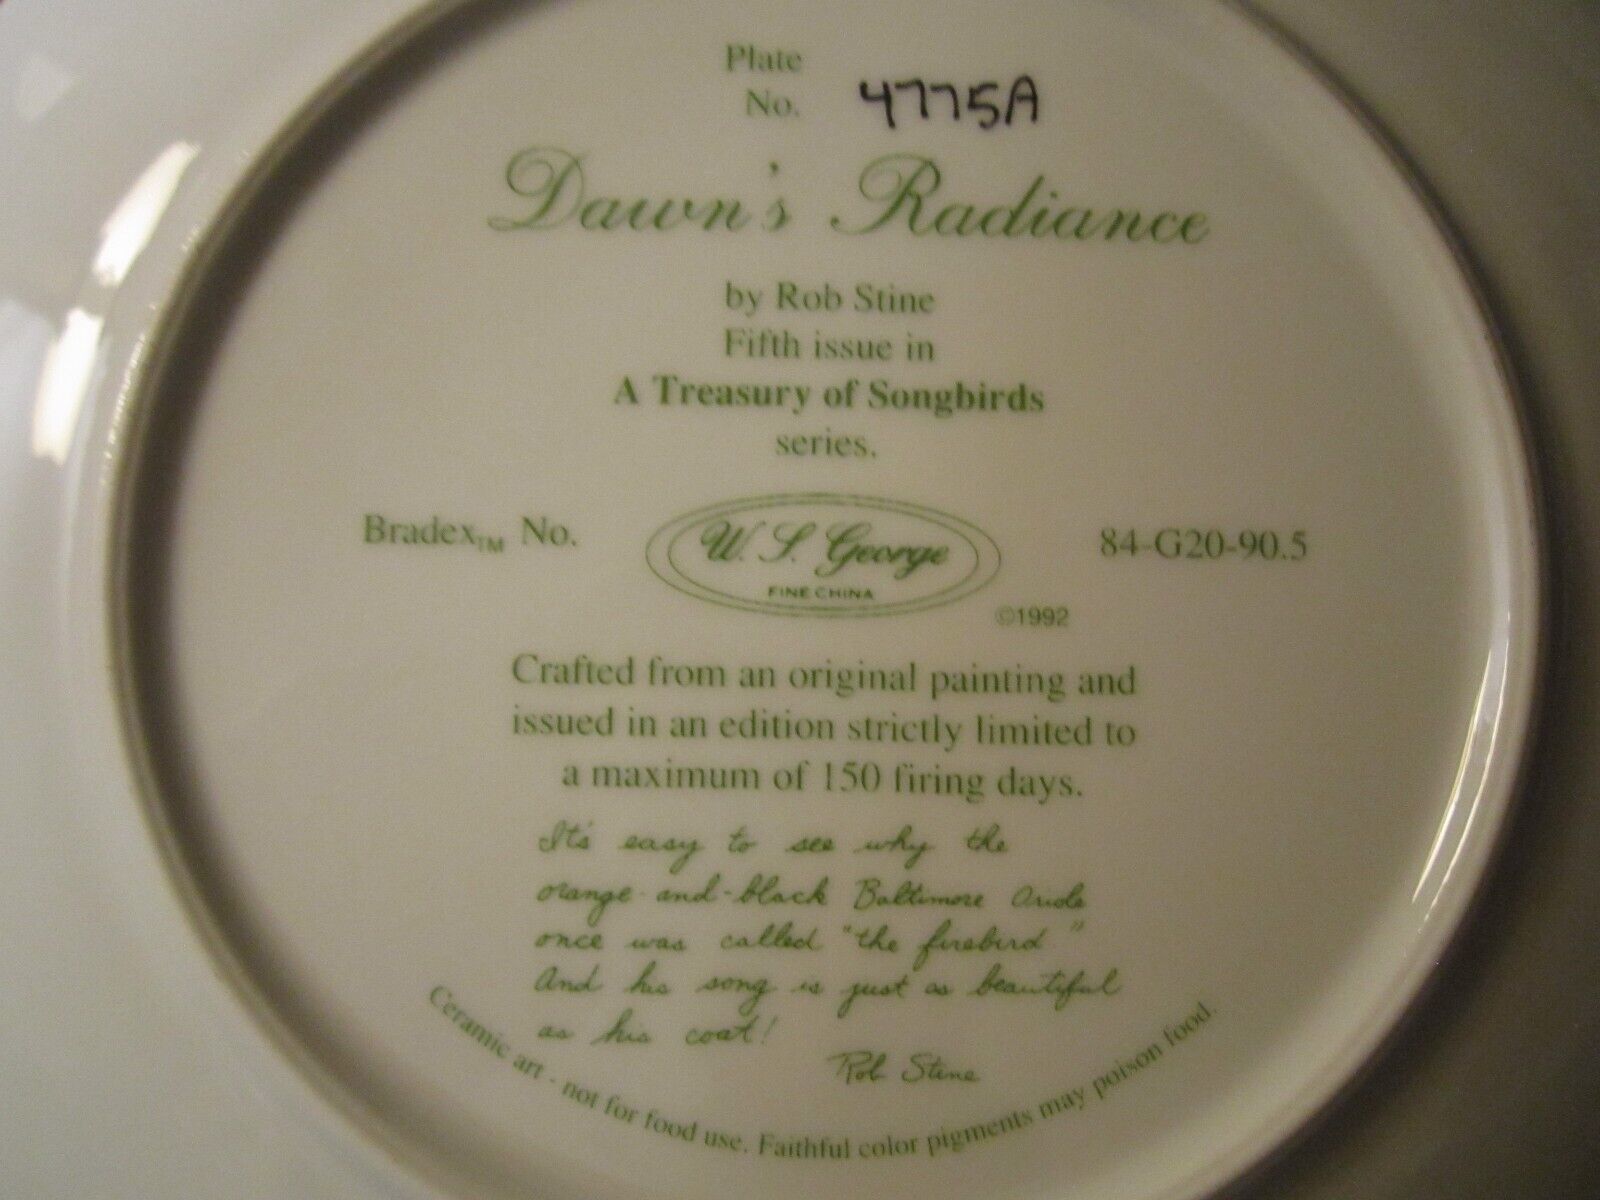 Plate
No. 4775A
Dawn's Radiance
by Rob Stine
Fifth issue in
A Treasury of Songbirds
series.
Bradex™ No. 84-G20-90.5
W. S. George
FINE CHINA
©1992
Crafted from an original painting and
issued in an edition strictly limited to
a maximum of 150 firing days.
It's easy to see why the
orange-and-black Baltimore Oriole
once was called "the firebird"
And his song is just as beautiful
as his coat!
Rob Stine
Ceramic art - not for food use. Faithful color pigments may poison food.